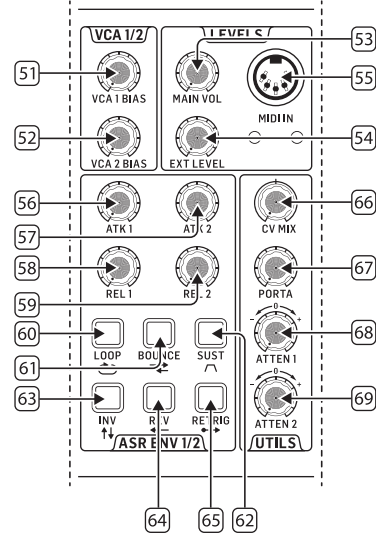 VCA 1/2
LEVELS
53
51
VCA 1 BIAS
MAIN VOL
55
MIDI IN
52
VCA 2 BIAS
EXT LEVEL
54
56
ATK 1
ATK 2
57
CV MIX
66
58
REL 1
REL 2
59
PORTA
67
60
LOOP
BOUNCE
SUST
61
- 0 +
ATTEN 1
68
63
INV
REV
RETRIG
- 0 +
ATTEN 2
69
ASR ENV 1/2
UTILS
64
65
62